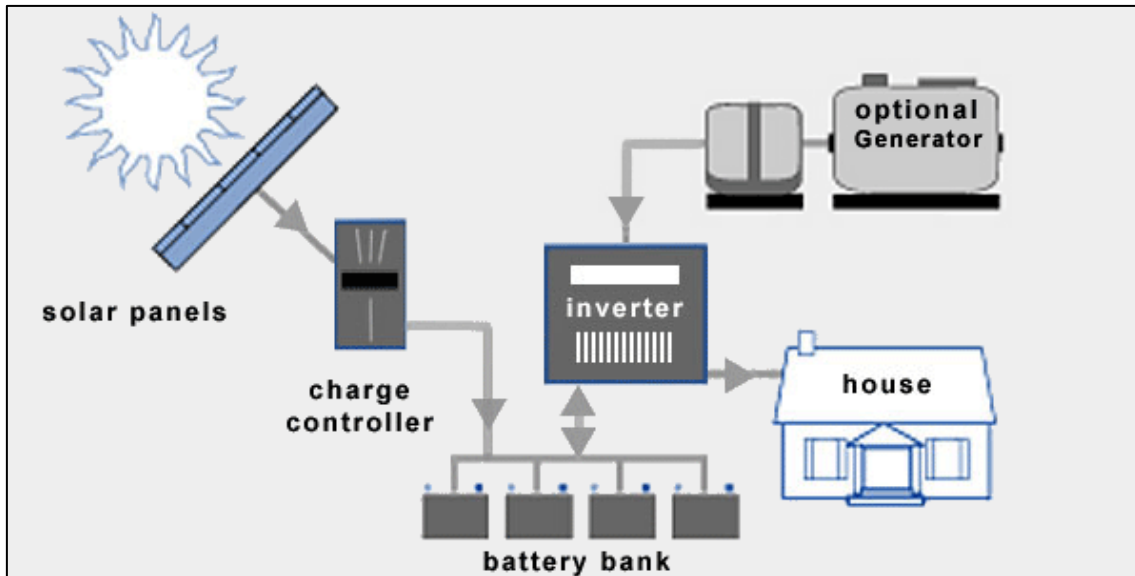 optional
Generator
solar panels
inverter
house
charge
controller
battery bank